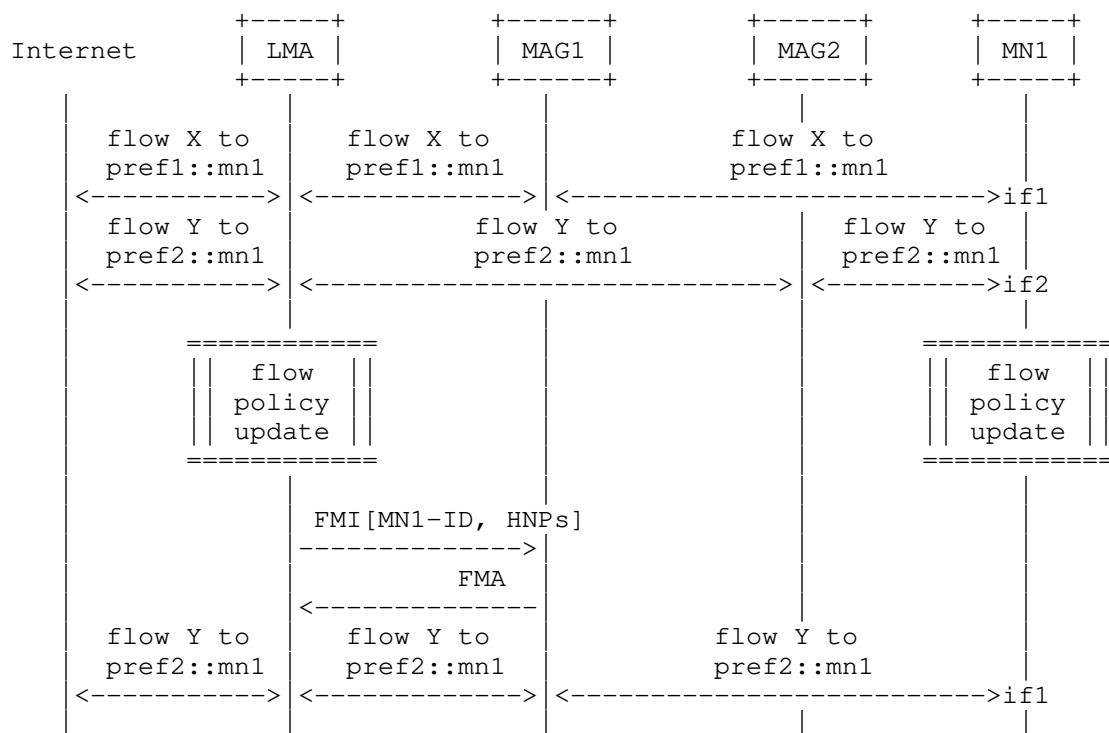 Internet LMA MAG1 MAG2 MN1
flow X to flow X to flow X to
pref1::mn1 pref1::mn1 pref1::mn1
if1
flow Y to flow Y to flow Y to
pref2::mn1 pref2::mn1 pref2::mn1
if2
flow flow
policy policy
update update
FMI[MN1-ID, HNPs]
FMA
flow Y to flow Y to flow Y to
pref2::mn1 pref2::mn1 pref2::mn1
if1